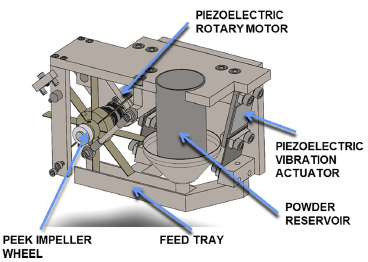 PIEZOELECTRIC
ROTARY MOTOR
PIEZOELECTRIC
VIBRATION
ACTUATOR
POWDER
RESERVOIR
PEEK IMPELLER
WHEEL
FEED TRAY